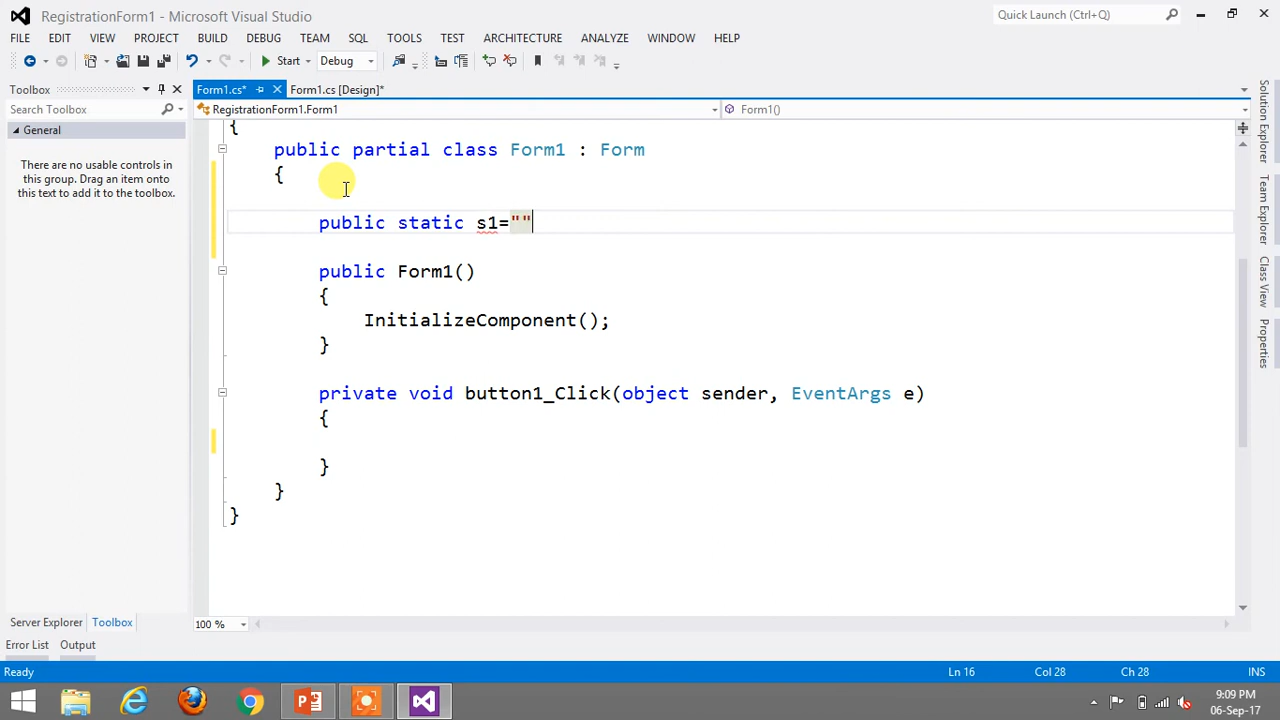 RegistrationForm1 - Microsoft Visual Studio
Quick Launch (Ctrl+Q)
FILE EDIT VIEW PROJECT BUILD DEBUG TEAM SQL TOOLS TEST ARCHITECTURE ANALYZE WINDOW HELP
Start Debug
Toolbox
Form1.cs*
Form1.cs [Design]*
Search Toolbox
RegistrationForm1.Form1
Form1()
General
There are no usable controls in
this group. Drag an item onto
this text to add it to the toolbox.
{
public partial class Form1 : Form
{
public static s1=""
public Form1()
{
InitializeComponent();
}
private void button1_Click(object sender, EventArgs e)
{
}
}
}
Solution Explorer
Team Explorer
Class View
Properties
Server Explorer Toolbox
100 %
Error List Output
Ready
Ln 16
Col 28
Ch 28
INS
9:09 PM
06-Sep-17